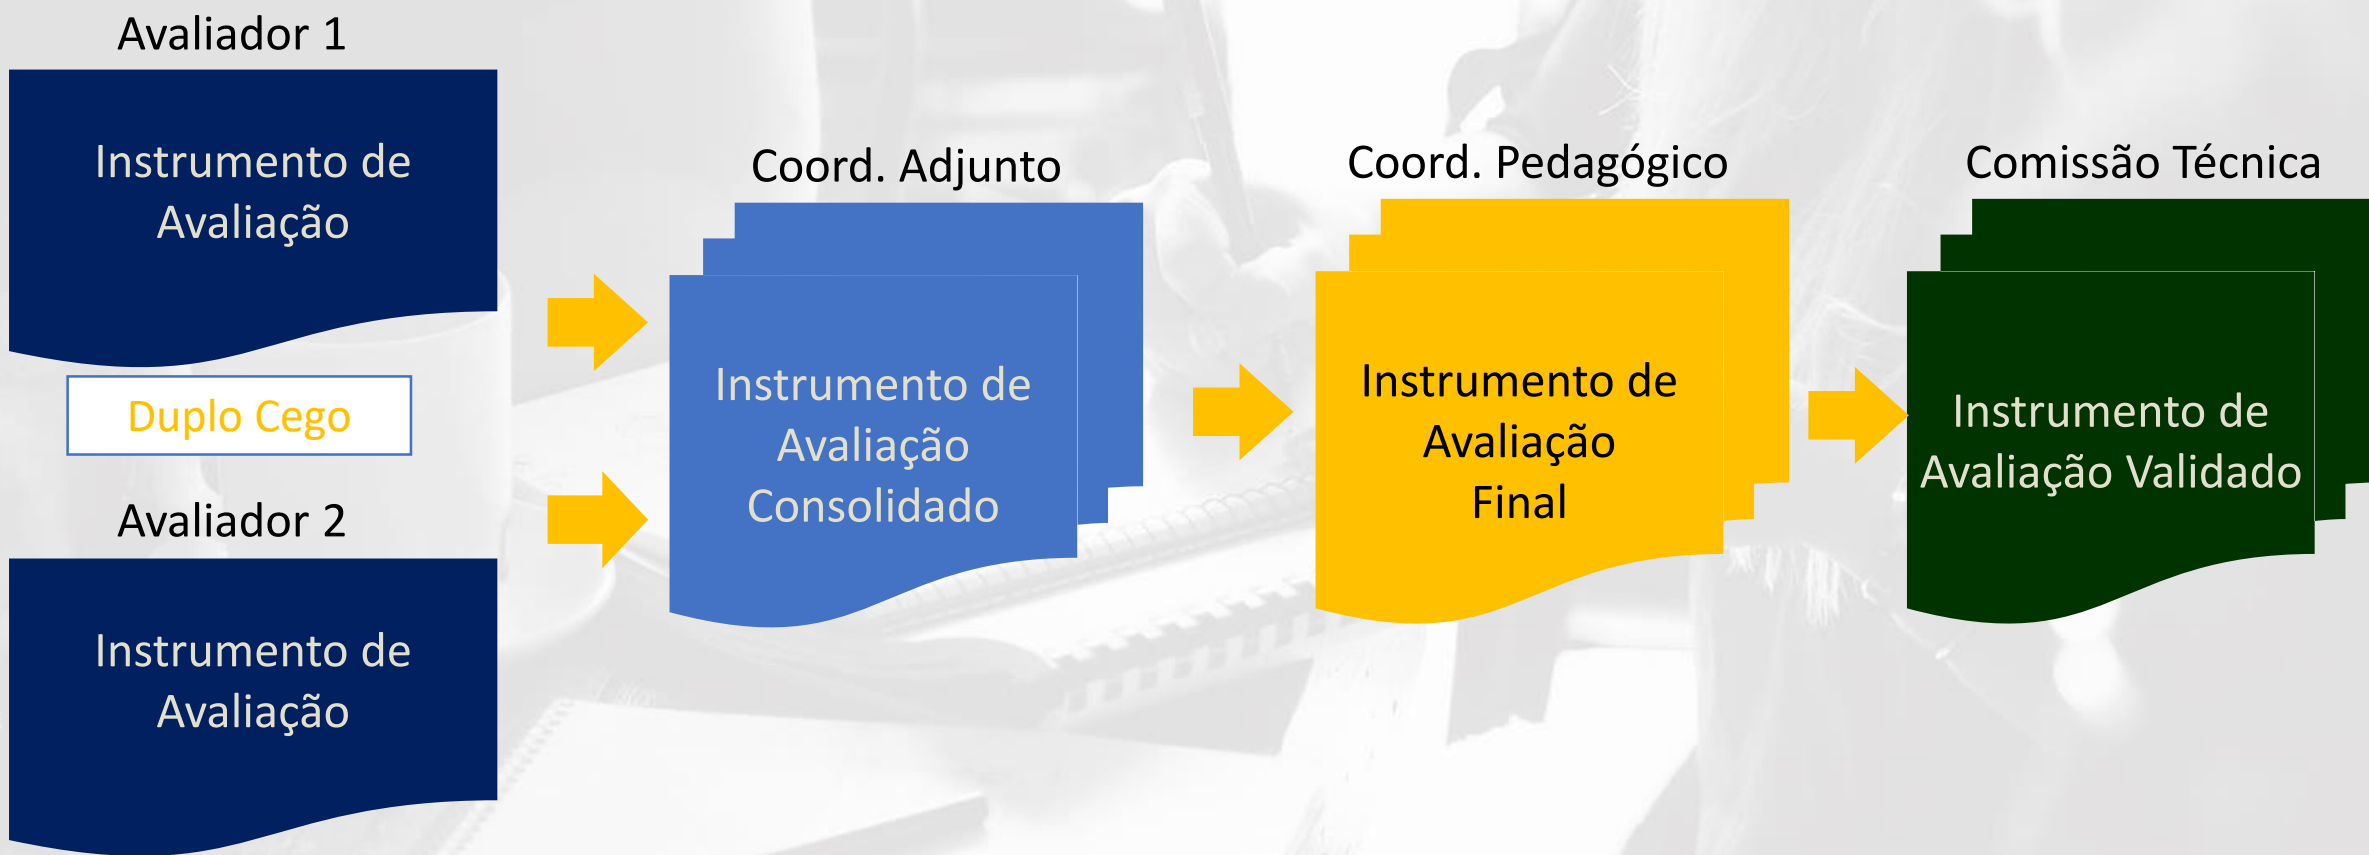 Avaliador 1
Instrumento de
Avaliação
Duplo Cego
Avaliador 2
Instrumento de
Avaliação
Coord. Adjunto
Instrumento de
Avaliação
Consolidado
Coord. Pedagógico
Instrumento de
Avaliação
Final
Comissão Técnica
Instrumento de
Avaliação Validado